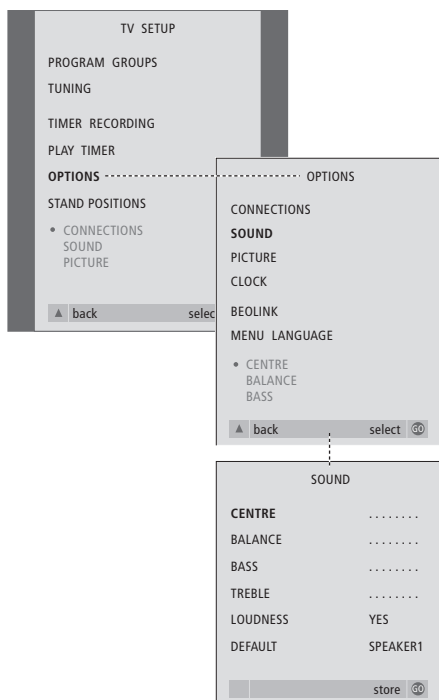 TV SETUP
PROGRAM GROUPS
TUNING
TIMER RECORDING
PLAY TIMER
OPTIONS
STAND POSITIONS
• CONNECTIONS
SOUND
PICTURE
▲ back selec
OPTIONS
CONNECTIONS
SOUND
PICTURE
CLOCK
BEOLINK
MENU LANGUAGE
• CENTRE
BALANCE
BASS
▲ back select GO
SOUND
CENTRE ........
BALANCE ........
BASS ........
TREBLE ........
LOUDNESS YES
DEFAULT SPEAKER1
store GO